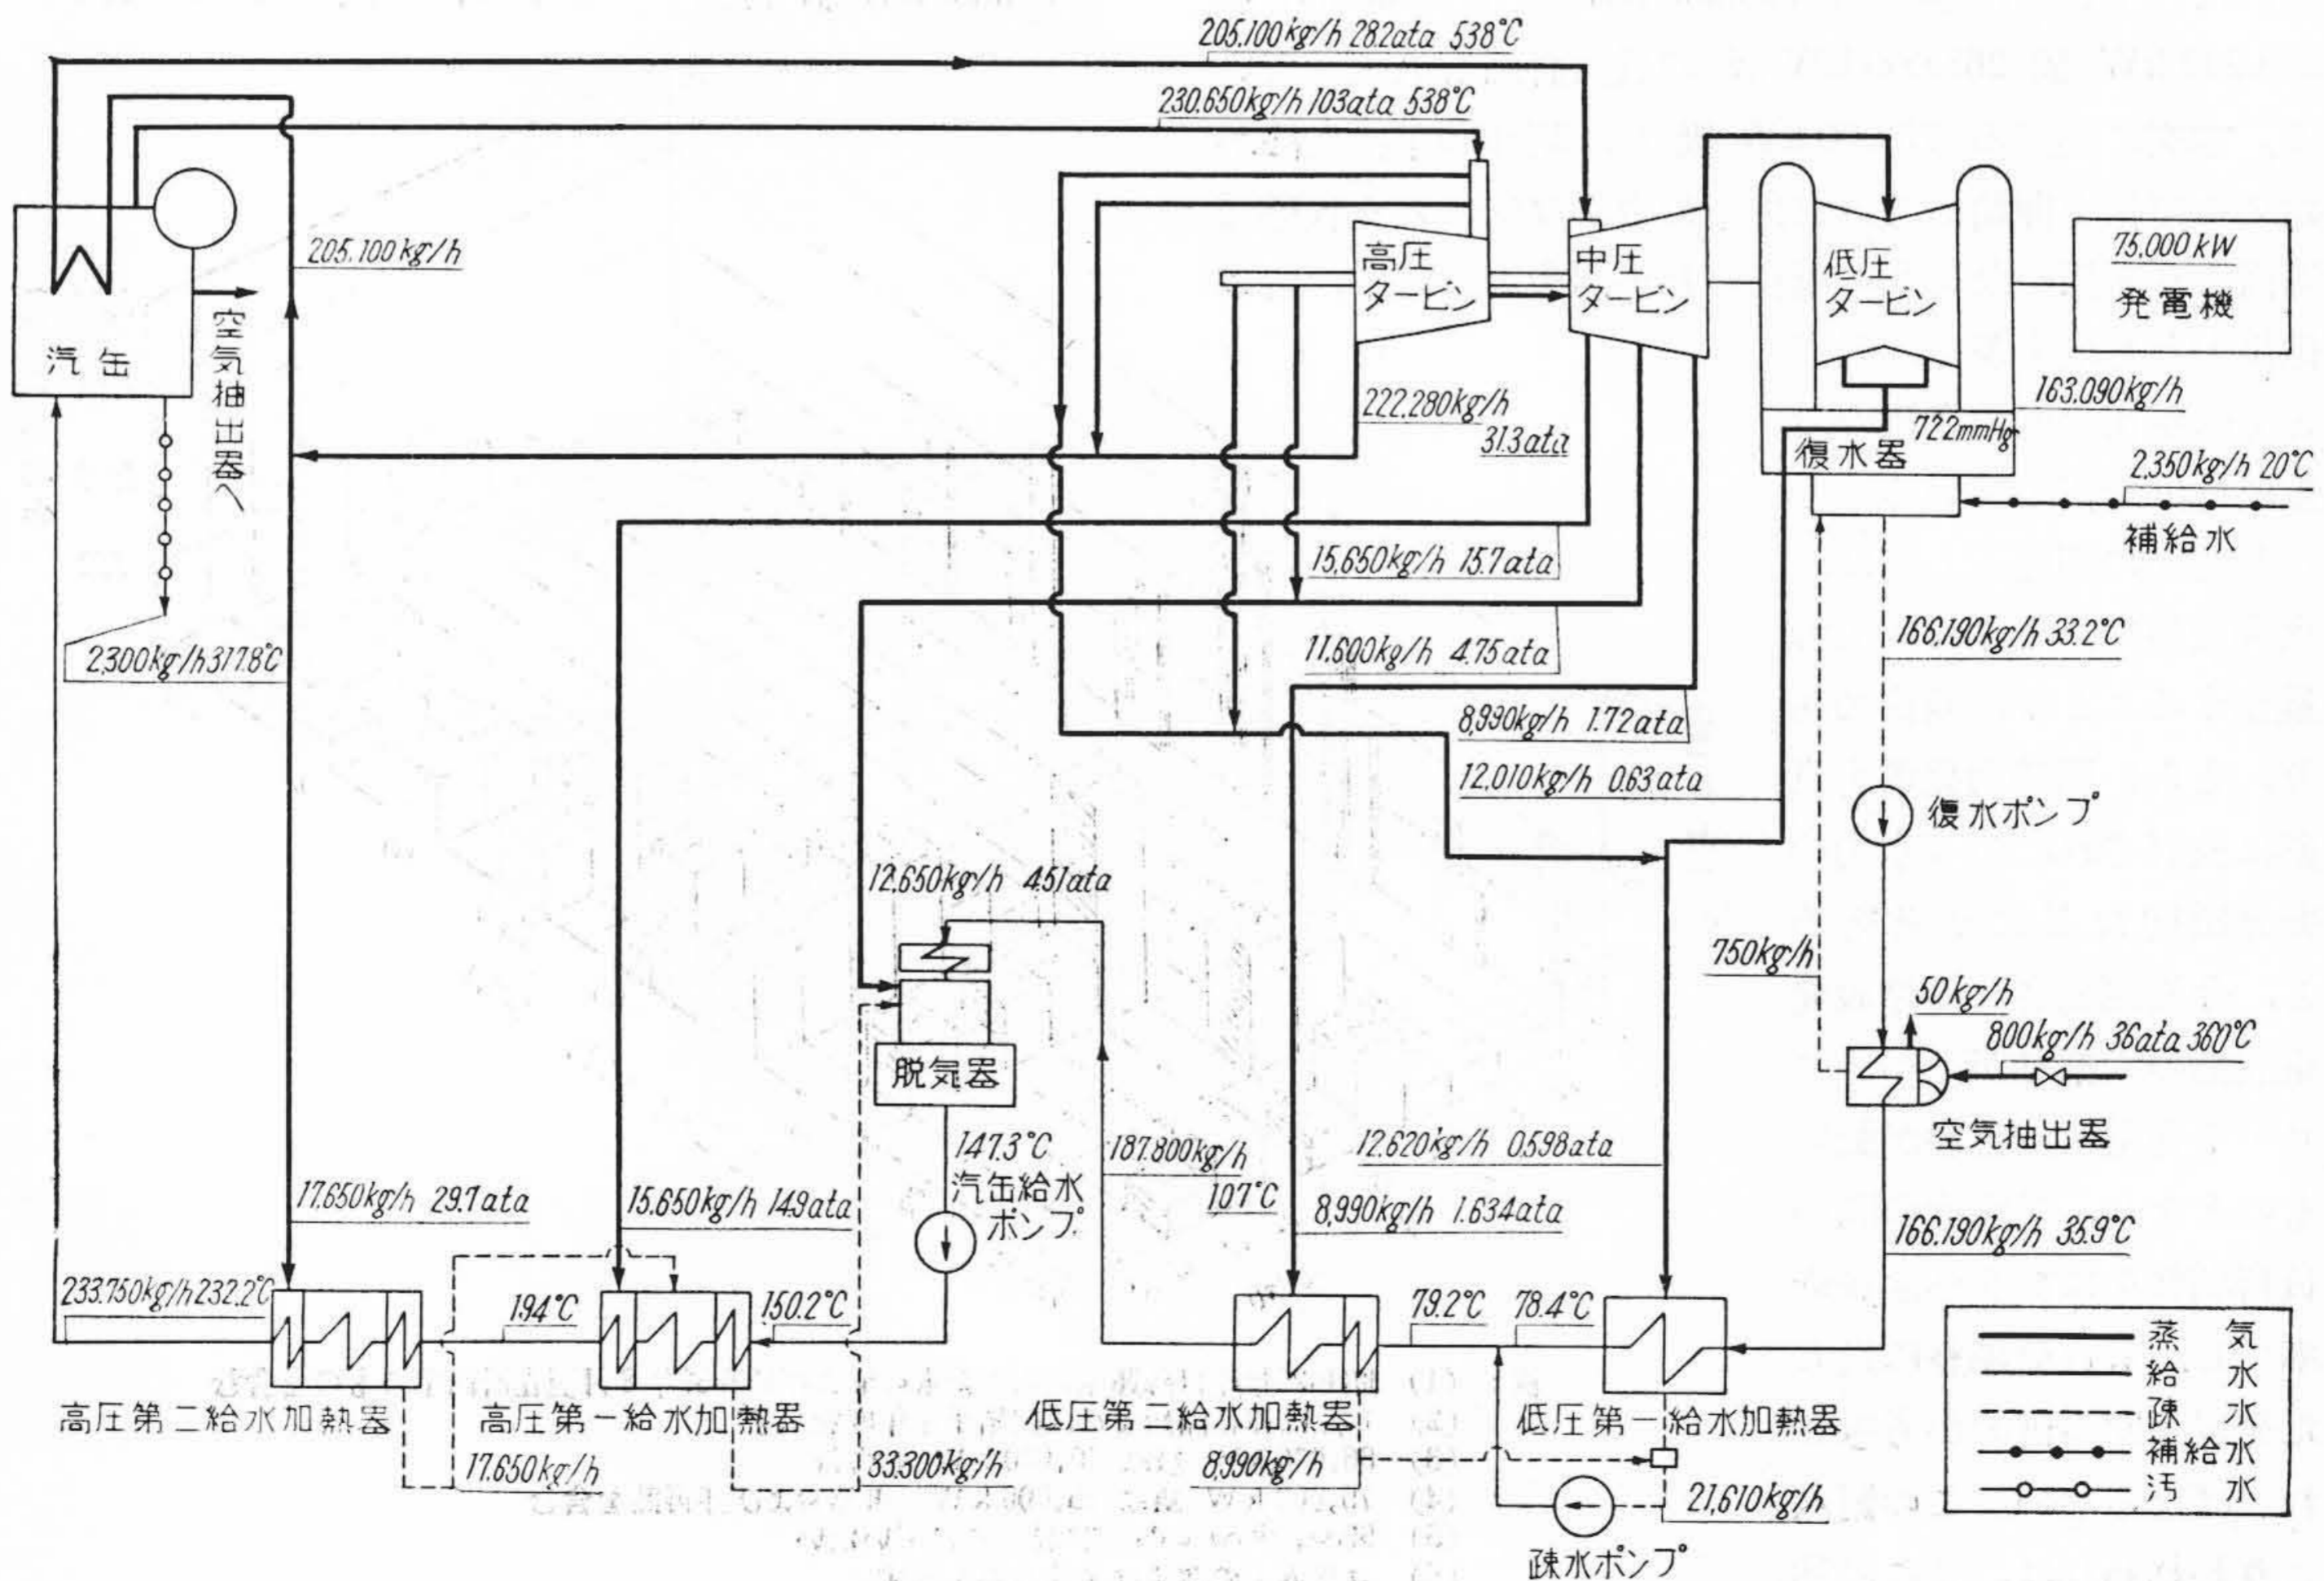 205,100kg/h 28.2ata 538°C
230,650kg/h 103ata 538°C
205,100kg/h
汽缶
空気抽出器へ
高圧
タービン
中圧
タービン
低圧
タービン
75,000kW
発電機
222,280kg/h
31.3ata
163,090kg/h
722mmHg
復水器
2,350kg/h 20°C
補給水
15,650kg/h 15.7ata
2,300kg/h 317.8°C
11,600kg/h 4.75ata
166,190kg/h 33.2°C
8,990kg/h 1.72ata
12,010kg/h 0.63ata
復水ポンプ
12,650kg/h 4.51ata
750kg/h
50kg/h
800kg/h 36ata 360°C
脱気器
空気抽出器
147.3°C
汽缶給水
ポンプ
187,800kg/h
107°C
12,620kg/h 0.598ata
17,650kg/h 29.7ata
15,650kg/h 14.9ata
8,990kg/h 1.634ata
166,190kg/h 35.9°C
233,750kg/h 232.2°C
194°C
150.2°C
79.2°C
78.4°C
高圧第二給水加熱器
高圧第一給水加熱器
低圧第二給水加熱器
低圧第一給水加熱器
17,650kg/h
33,300kg/h
8,990kg/h
21,610kg/h
疎水ポンプ
蒸気
給水
疎水
補給水
汚水